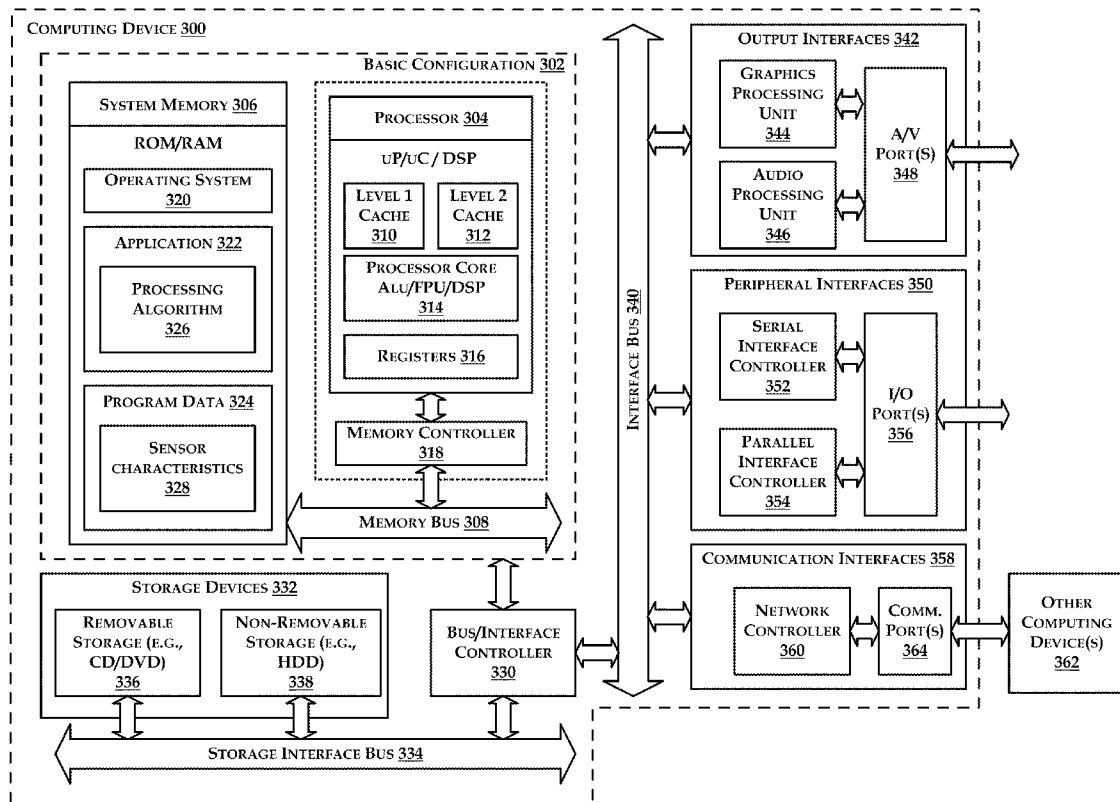 COMPUTING DEVICE 300
BASIC CONFIGURATION 302
SYSTEM MEMORY 306
ROM/RAM
OPERATING SYSTEM
320
APPLICATION 322
PROCESSING
ALGORITHM
326
PROGRAM DATA 324
SENSOR
CHARACTERISTICS
328
PROCESSOR 304
UP/UC / DSP
LEVEL 1
CACHE
310
LEVEL 2
CACHE
312
PROCESSOR CORE
ALU/FPU/DSP
314
REGISTERS 316
MEMORY CONTROLLER
318
MEMORY BUS 308
STORAGE DEVICES 332
REMOVABLE
STORAGE (E.G.,
CD/DVD)
336
NON-REMOVABLE
STORAGE (E.G.,
HDD)
338
BUS/INTERFACE
CONTROLLER
330
STORAGE INTERFACE BUS 334
INTERFACE BUS 340
OUTPUT INTERFACES 342
GRAPHICS
PROCESSING
UNIT
344
AUDIO
PROCESSING
UNIT
346
A/V
PORT(S)
348
PERIPHERAL INTERFACES 350
SERIAL
INTERFACE
CONTROLLER
352
PARALLEL
INTERFACE
CONTROLLER
354
I/O
PORT(S)
356
COMMUNICATION INTERFACES 358
NETWORK
CONTROLLER
360
COMM.
PORT(S)
364
OTHER
COMPUTING
DEVICE(S)
362